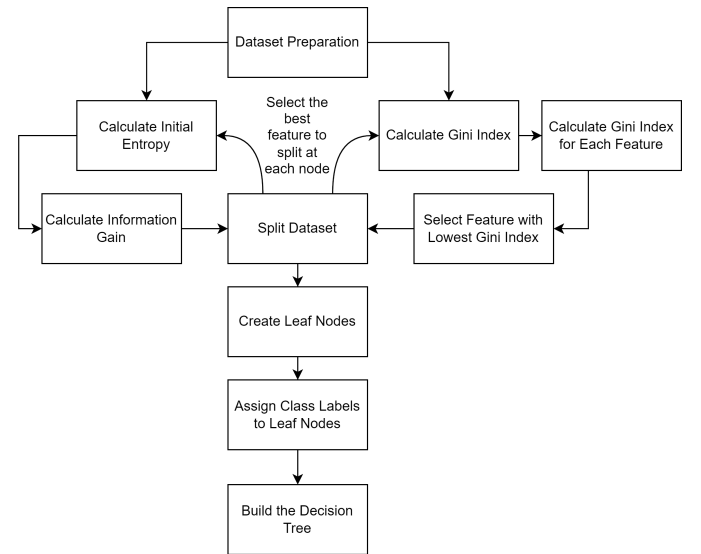 Dataset Preparation
Select the
best
feature to
split at
each node
Calculate Initial
Entropy
Calculate Gini Index
Calculate Gini Index
for Each Feature
Calculate Information
Gain
Split Dataset
Select Feature with
Lowest Gini Index
Create Leaf Nodes
Assign Class Labels
to Leaf Nodes
Build the Decision
Tree